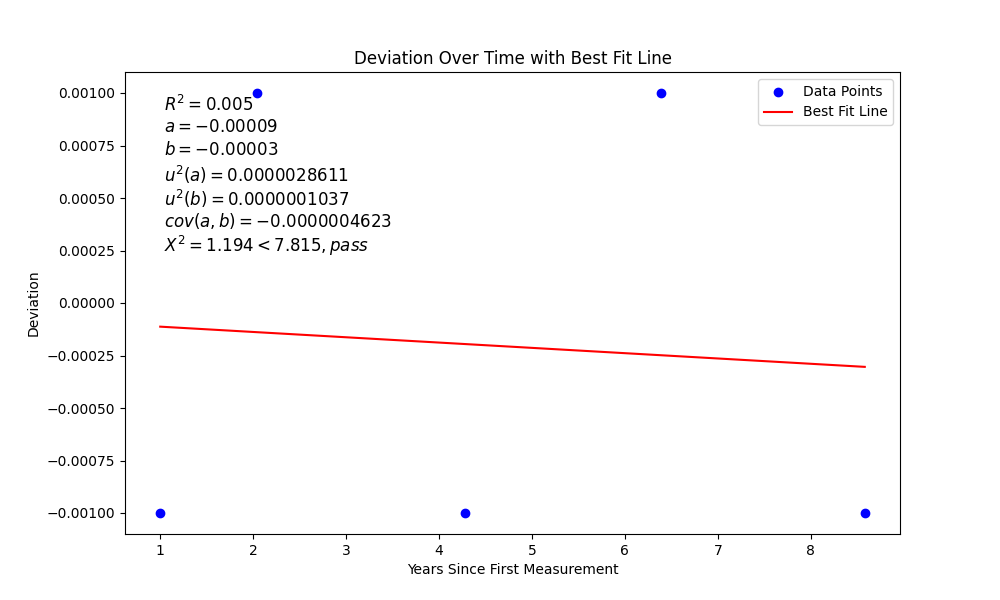 Deviation Over Time with Best Fit Line
Data Points
Best Fit Line
R² = 0.005
a = −0.00009
b = −0.00003
u²(a) = 0.0000028611
u²(b) = 0.0000001037
cov(a, b) = −0.0000004623
X² = 1.194 < 7.815, pass
0.00100
0.00075
0.00050
0.00025
0.00000
−0.00025
−0.00050
−0.00075
−0.00100
Deviation
1 2 3 4 5 6 7 8
Years Since First Measurement